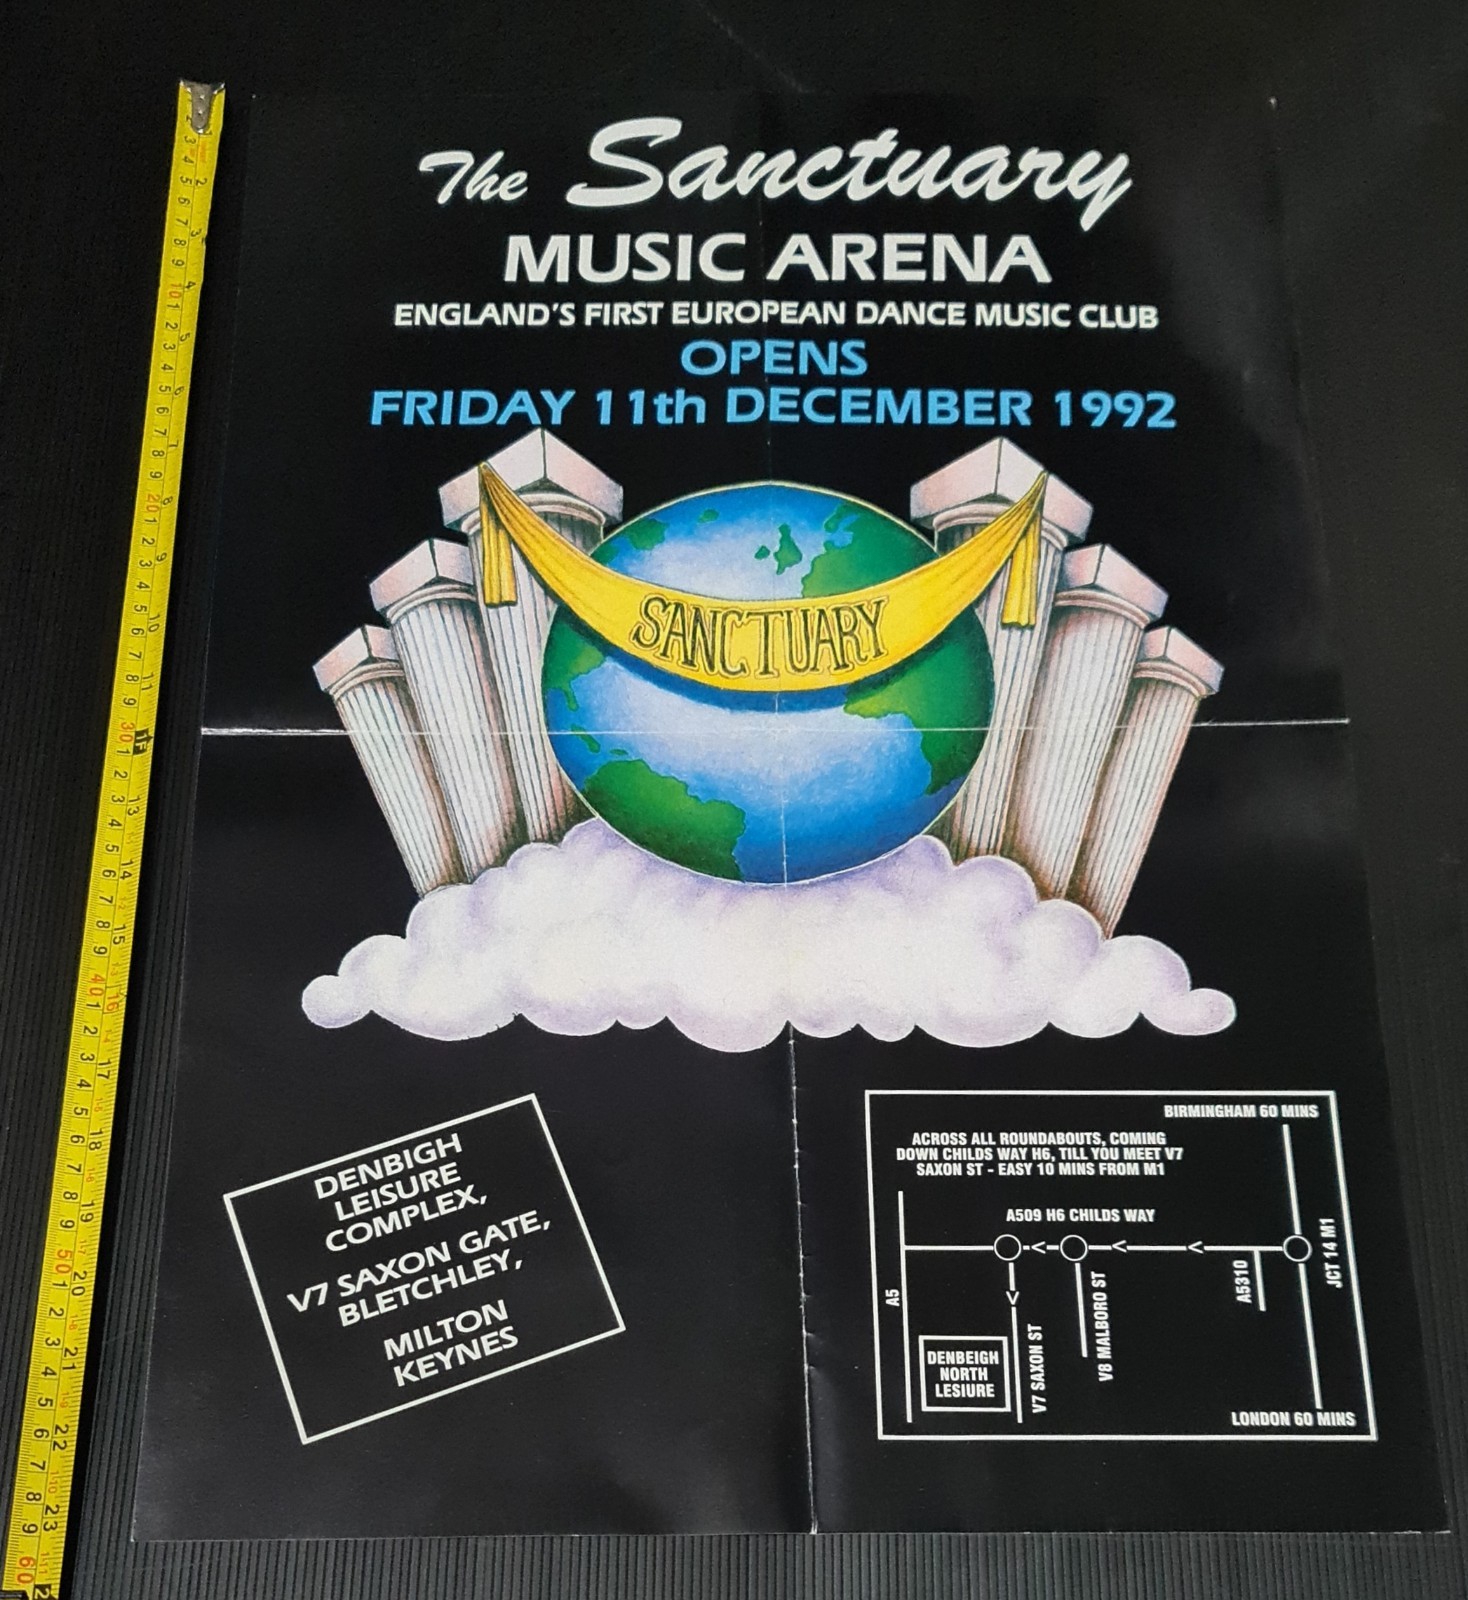 The Sanctuary
MUSIC ARENA
ENGLAND'S FIRST EUROPEAN DANCE MUSIC CLUB
OPENS
FRIDAY 11th DECEMBER 1992
SANCTUARY
DENBIGH
LEISURE
COMPLEX,
V7 SAXON GATE,
BLETCHLEY,
MILTON
KEYNES
BIRMINGHAM 60 MINS
ACROSS ALL ROUNDABOUTS, COMING
DOWN CHILDS WAY H6, TILL YOU MEET V7
SAXON ST - EASY 10 MINS FROM M1
A509 H6 CHILDS WAY
JCT 14 M1
A5310
A5
V8 MALBORO ST
V7 SAXON ST
DENBEIGH
NORTH
LESIURE
LONDON 60 MINS